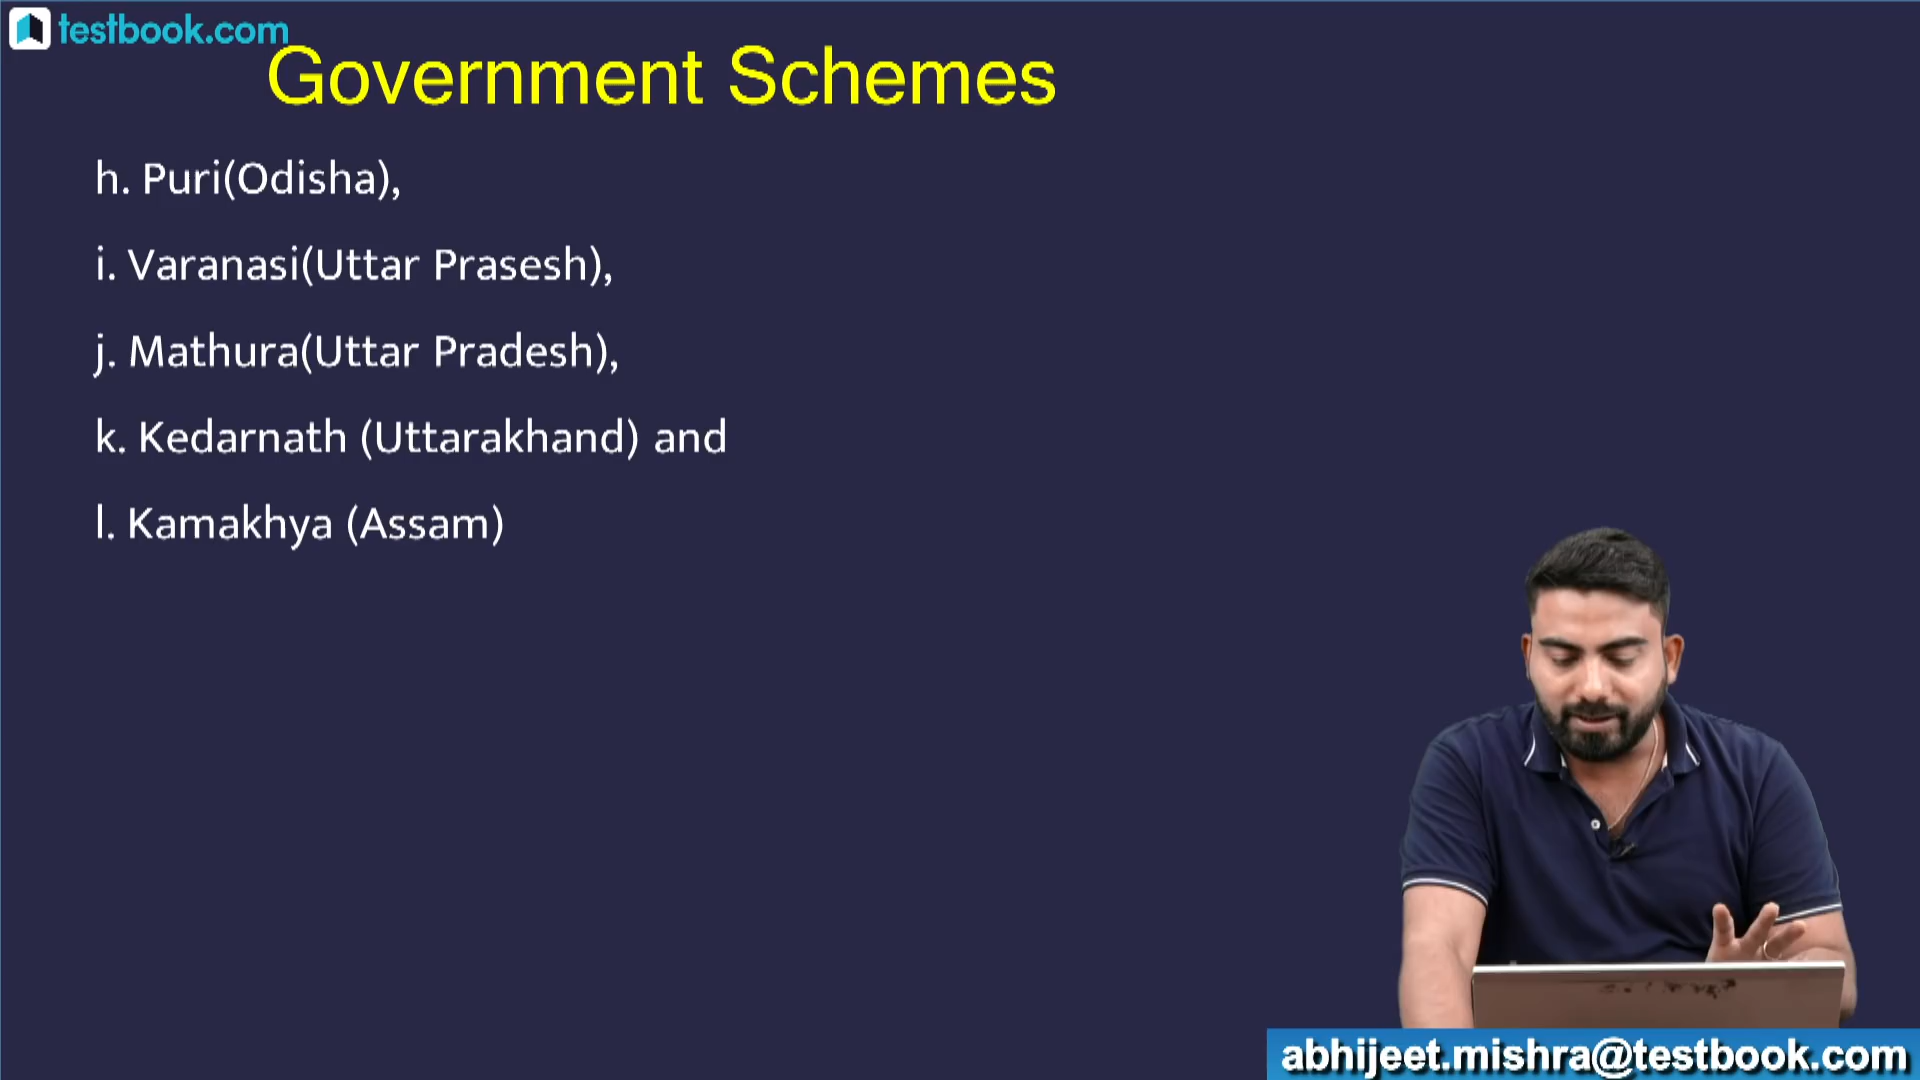 testbook.com
Government Schemes
h. Puri(Odisha),
i. Varanasi(Uttar Prasesh),
j. Mathura(Uttar Pradesh),
k. Kedarnath (Uttarakhand) and
l. Kamakhya (Assam)
abhijeet.mishra@testbook.com